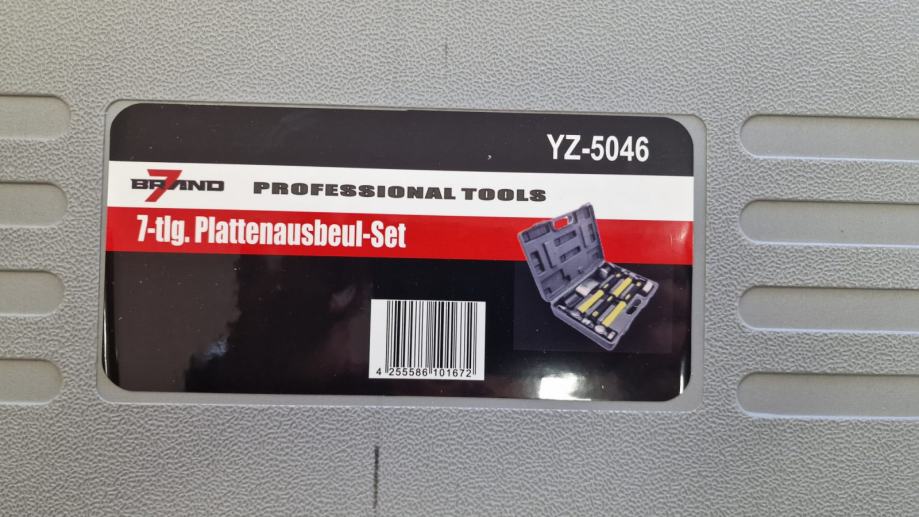 YZ-5046
7 BRAND PROFESSIONAL TOOLS
7-tlg. Plattenausbeul-Set
4 255586 101672